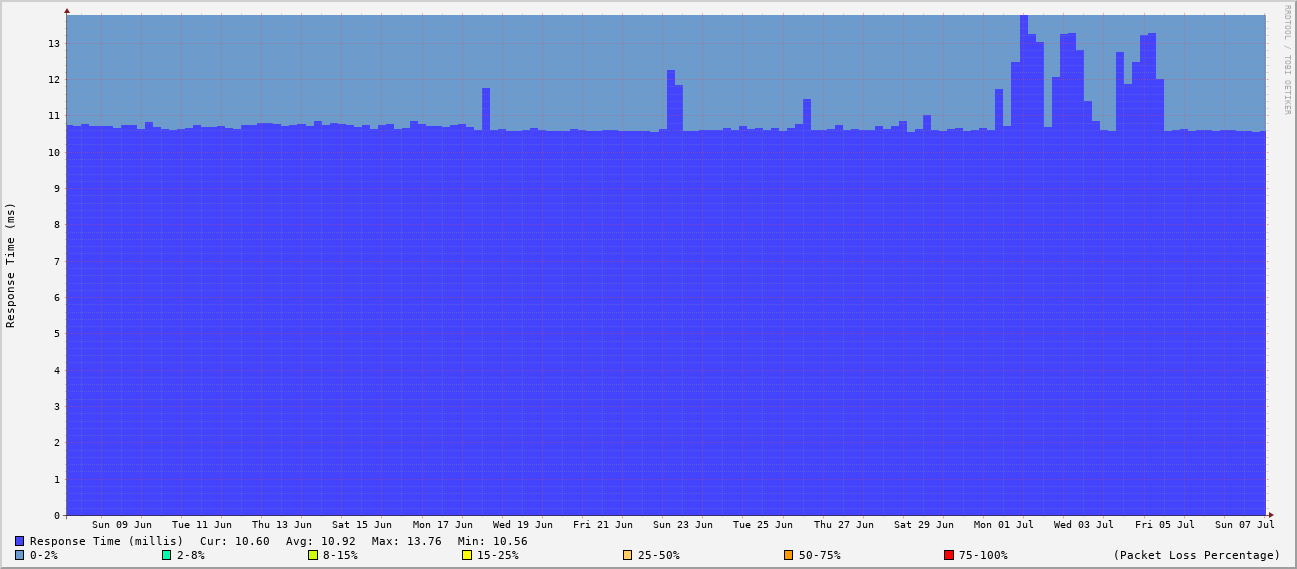 RRDTOOL / TOBI OETIKER
Response Time (ms)
13
12
11
10
9
8
7
6
5
4
3
2
1
0
Sun 09 Jun Tue 11 Jun Thu 13 Jun Sat 15 Jun Mon 17 Jun Wed 19 Jun Fri 21 Jun Sun 23 Jun Tue 25 Jun Thu 27 Jun Sat 29 Jun Mon 01 Jul Wed 03 Jul Fri 05 Jul Sun 07 Jul
Response Time (millis) Cur: 10.60 Avg: 10.92 Max: 13.76 Min: 10.56
0-2% 2-8% 8-15% 15-25% 25-50% 50-75% 75-100% (Packet Loss Percentage)